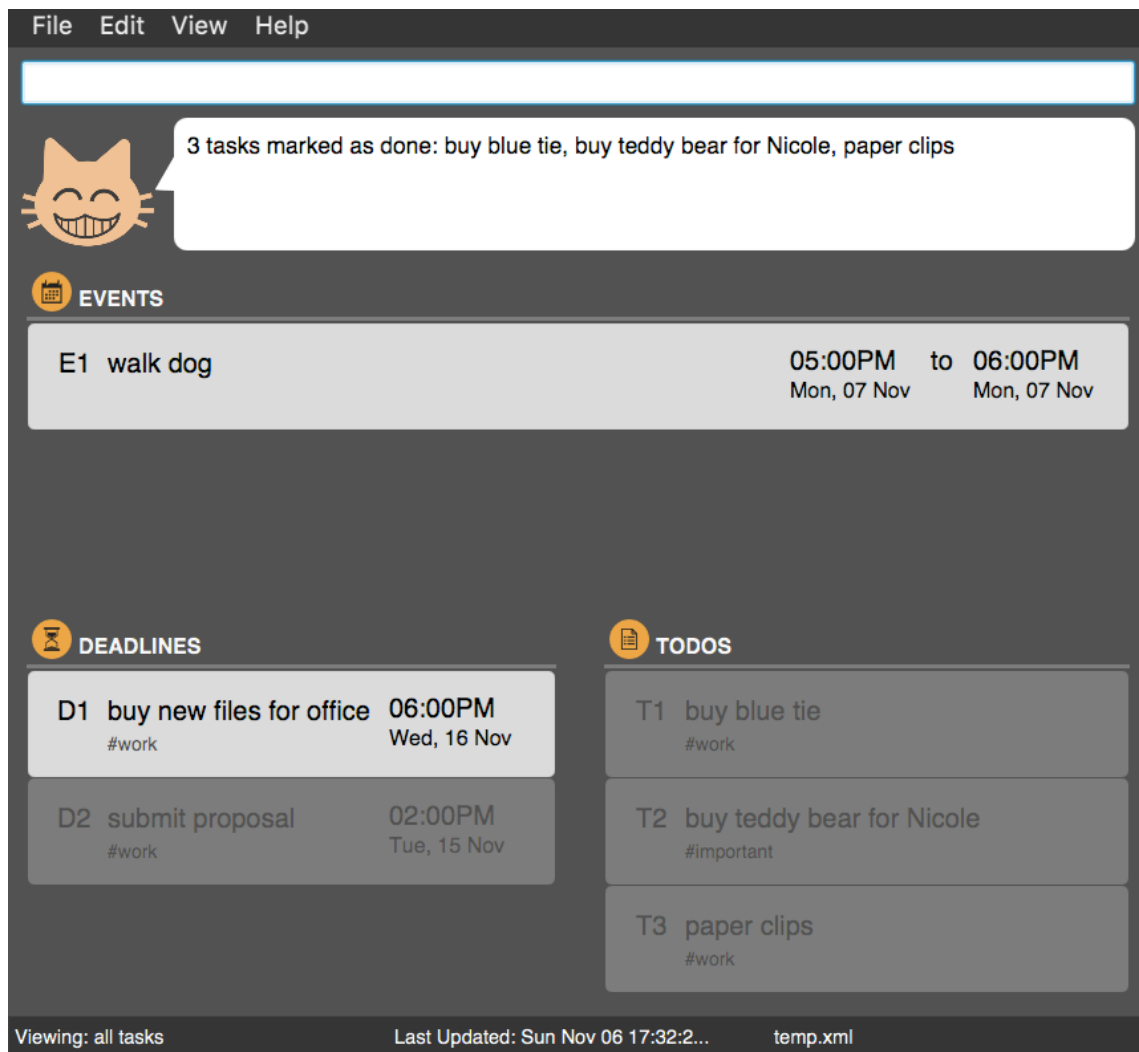 File Edit View Help
3 tasks marked as done: buy blue tie, buy teddy bear for Nicole, paper clips
EVENTS
E1 walk dog 05:00PM to 06:00PM
Mon, 07 Nov Mon, 07 Nov
DEADLINES
D1 buy new files for office 06:00PM
#work Wed, 16 Nov
D2 submit proposal 02:00PM
#work Tue, 15 Nov
TODOS
T1 buy blue tie
#work
T2 buy teddy bear for Nicole
#important
T3 paper clips
#work
Viewing: all tasks Last Updated: Sun Nov 06 17:32:2... temp.xml